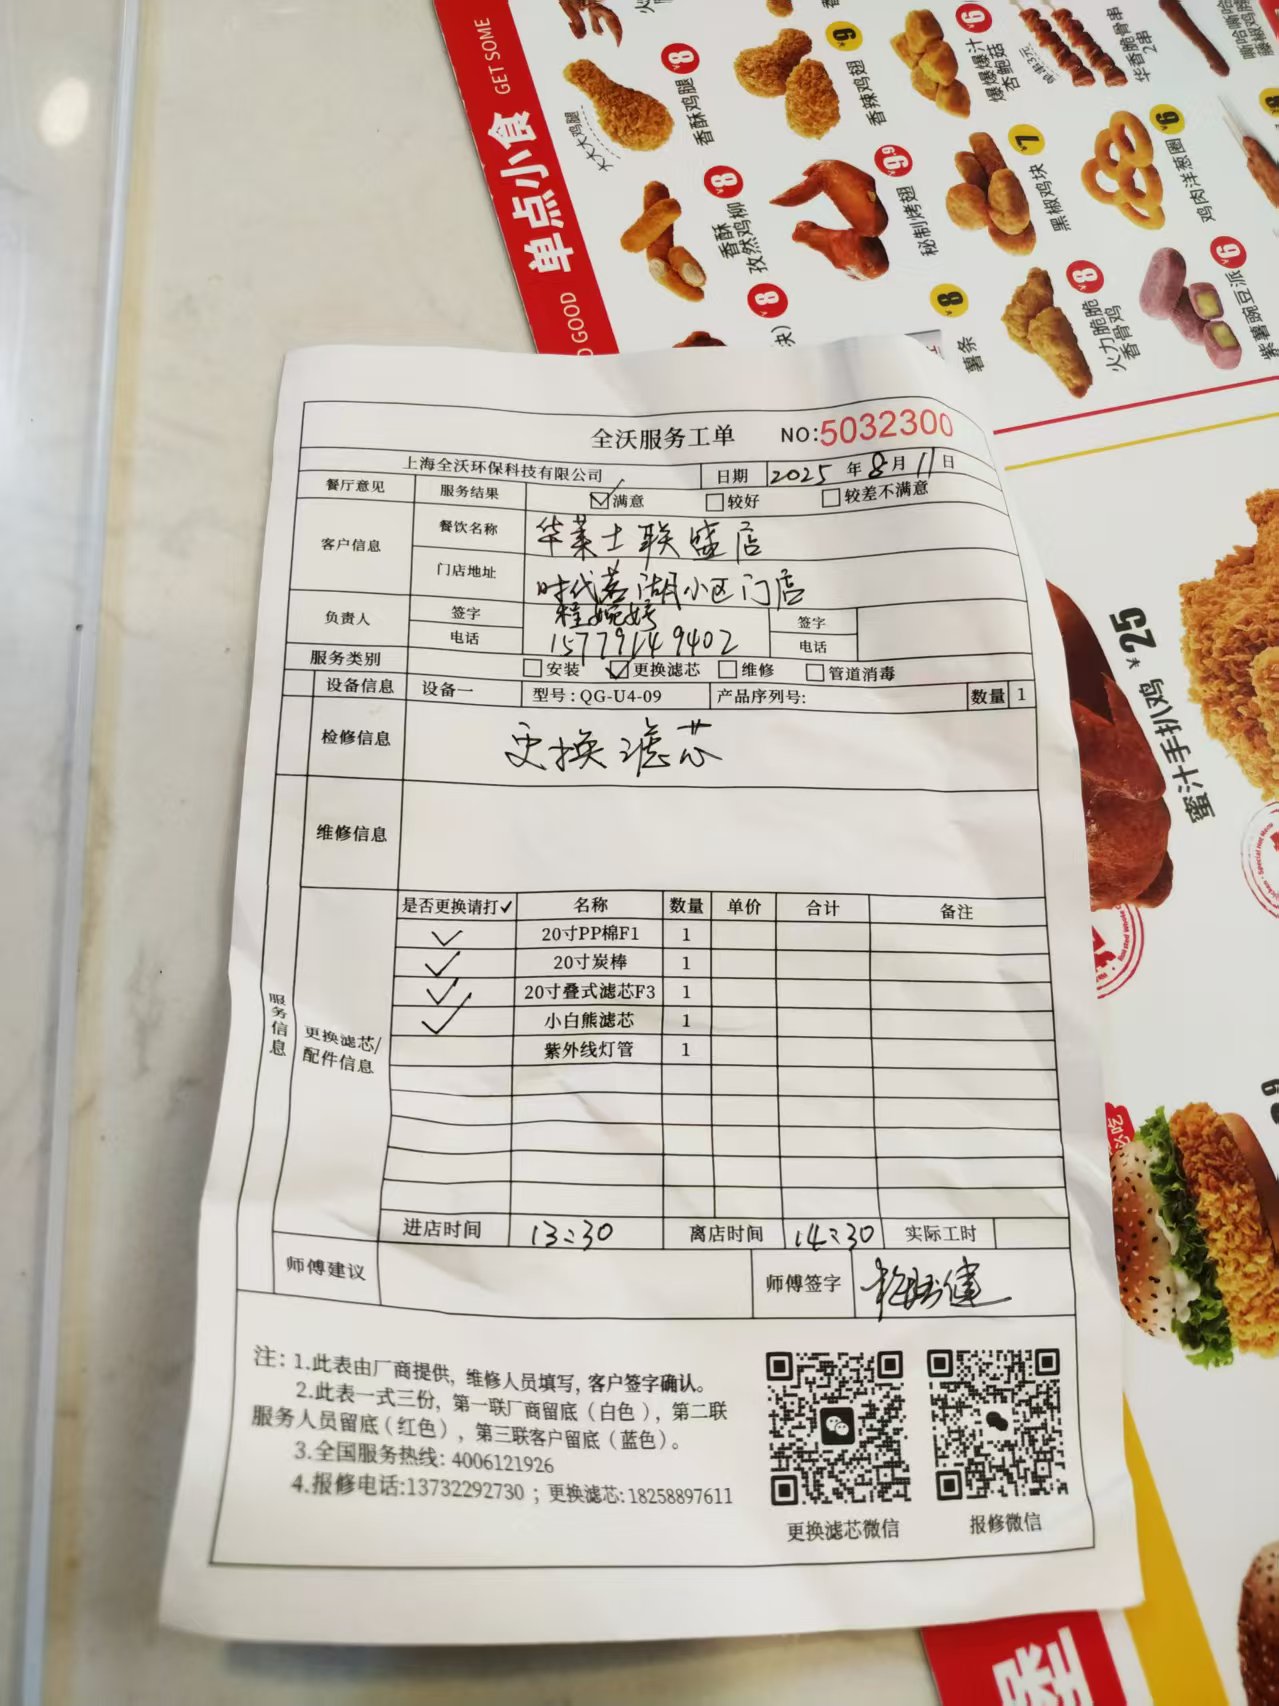 单点小食 GET SOME
GOOD
大大大鸡腿
香酥鸡腿 8
香辣鸡翅 9
爆爆爆汁
杏鲍菇 6
单串3元
华香脆骨串
2串
香酥
孜然鸡柳 8
秘制烤翅 9.9
黑椒鸡块 7
鸡肉洋葱圈 6
8
薯条 8
火力脆脆
香骨鸡 8
紫薯豌豆派 6
蜜汁手扒鸡 ¥25
全沃服务工单 NO:5032300
上海全沃环保科技有限公司 日期 2025 年 8 月 11 日
餐厅意见 服务结果 ☑满意 □较好 □较差不满意
客户信息 餐饮名称 华莱士联盛店
门店地址 时代茗湖小区门店
负责人 签字 程婉婷 签字
电话 15779149402 电话
服务类别 □安装 ☑更换滤芯 □维修 □管道消毒
设备信息 设备一 型号:QG-U4-09 产品序列号: 数量 1
检修信息 更换滤芯
维修信息
服务信息
更换滤芯/
配件信息
是否更换请打✓ 名称 数量 单价 合计 备注
✓ 20寸PP棉F1 1
✓ 20寸炭棒 1
✓ 20寸叠式滤芯F3 1
✓ 小白熊滤芯 1
紫外线灯管 1
进店时间 13:30 离店时间 14:30 实际工时
师傅建议 师傅签字
注: 1.此表由厂商提供, 维修人员填写, 客户签字确认。
2.此表一式三份, 第一联厂商留底(白色), 第二联
服务人员留底(红色), 第三联客户留底(蓝色)。
3.全国服务热线: 4006121926
4.报修电话:13732292730 ; 更换滤芯:18258897611
更换滤芯微信 报修微信